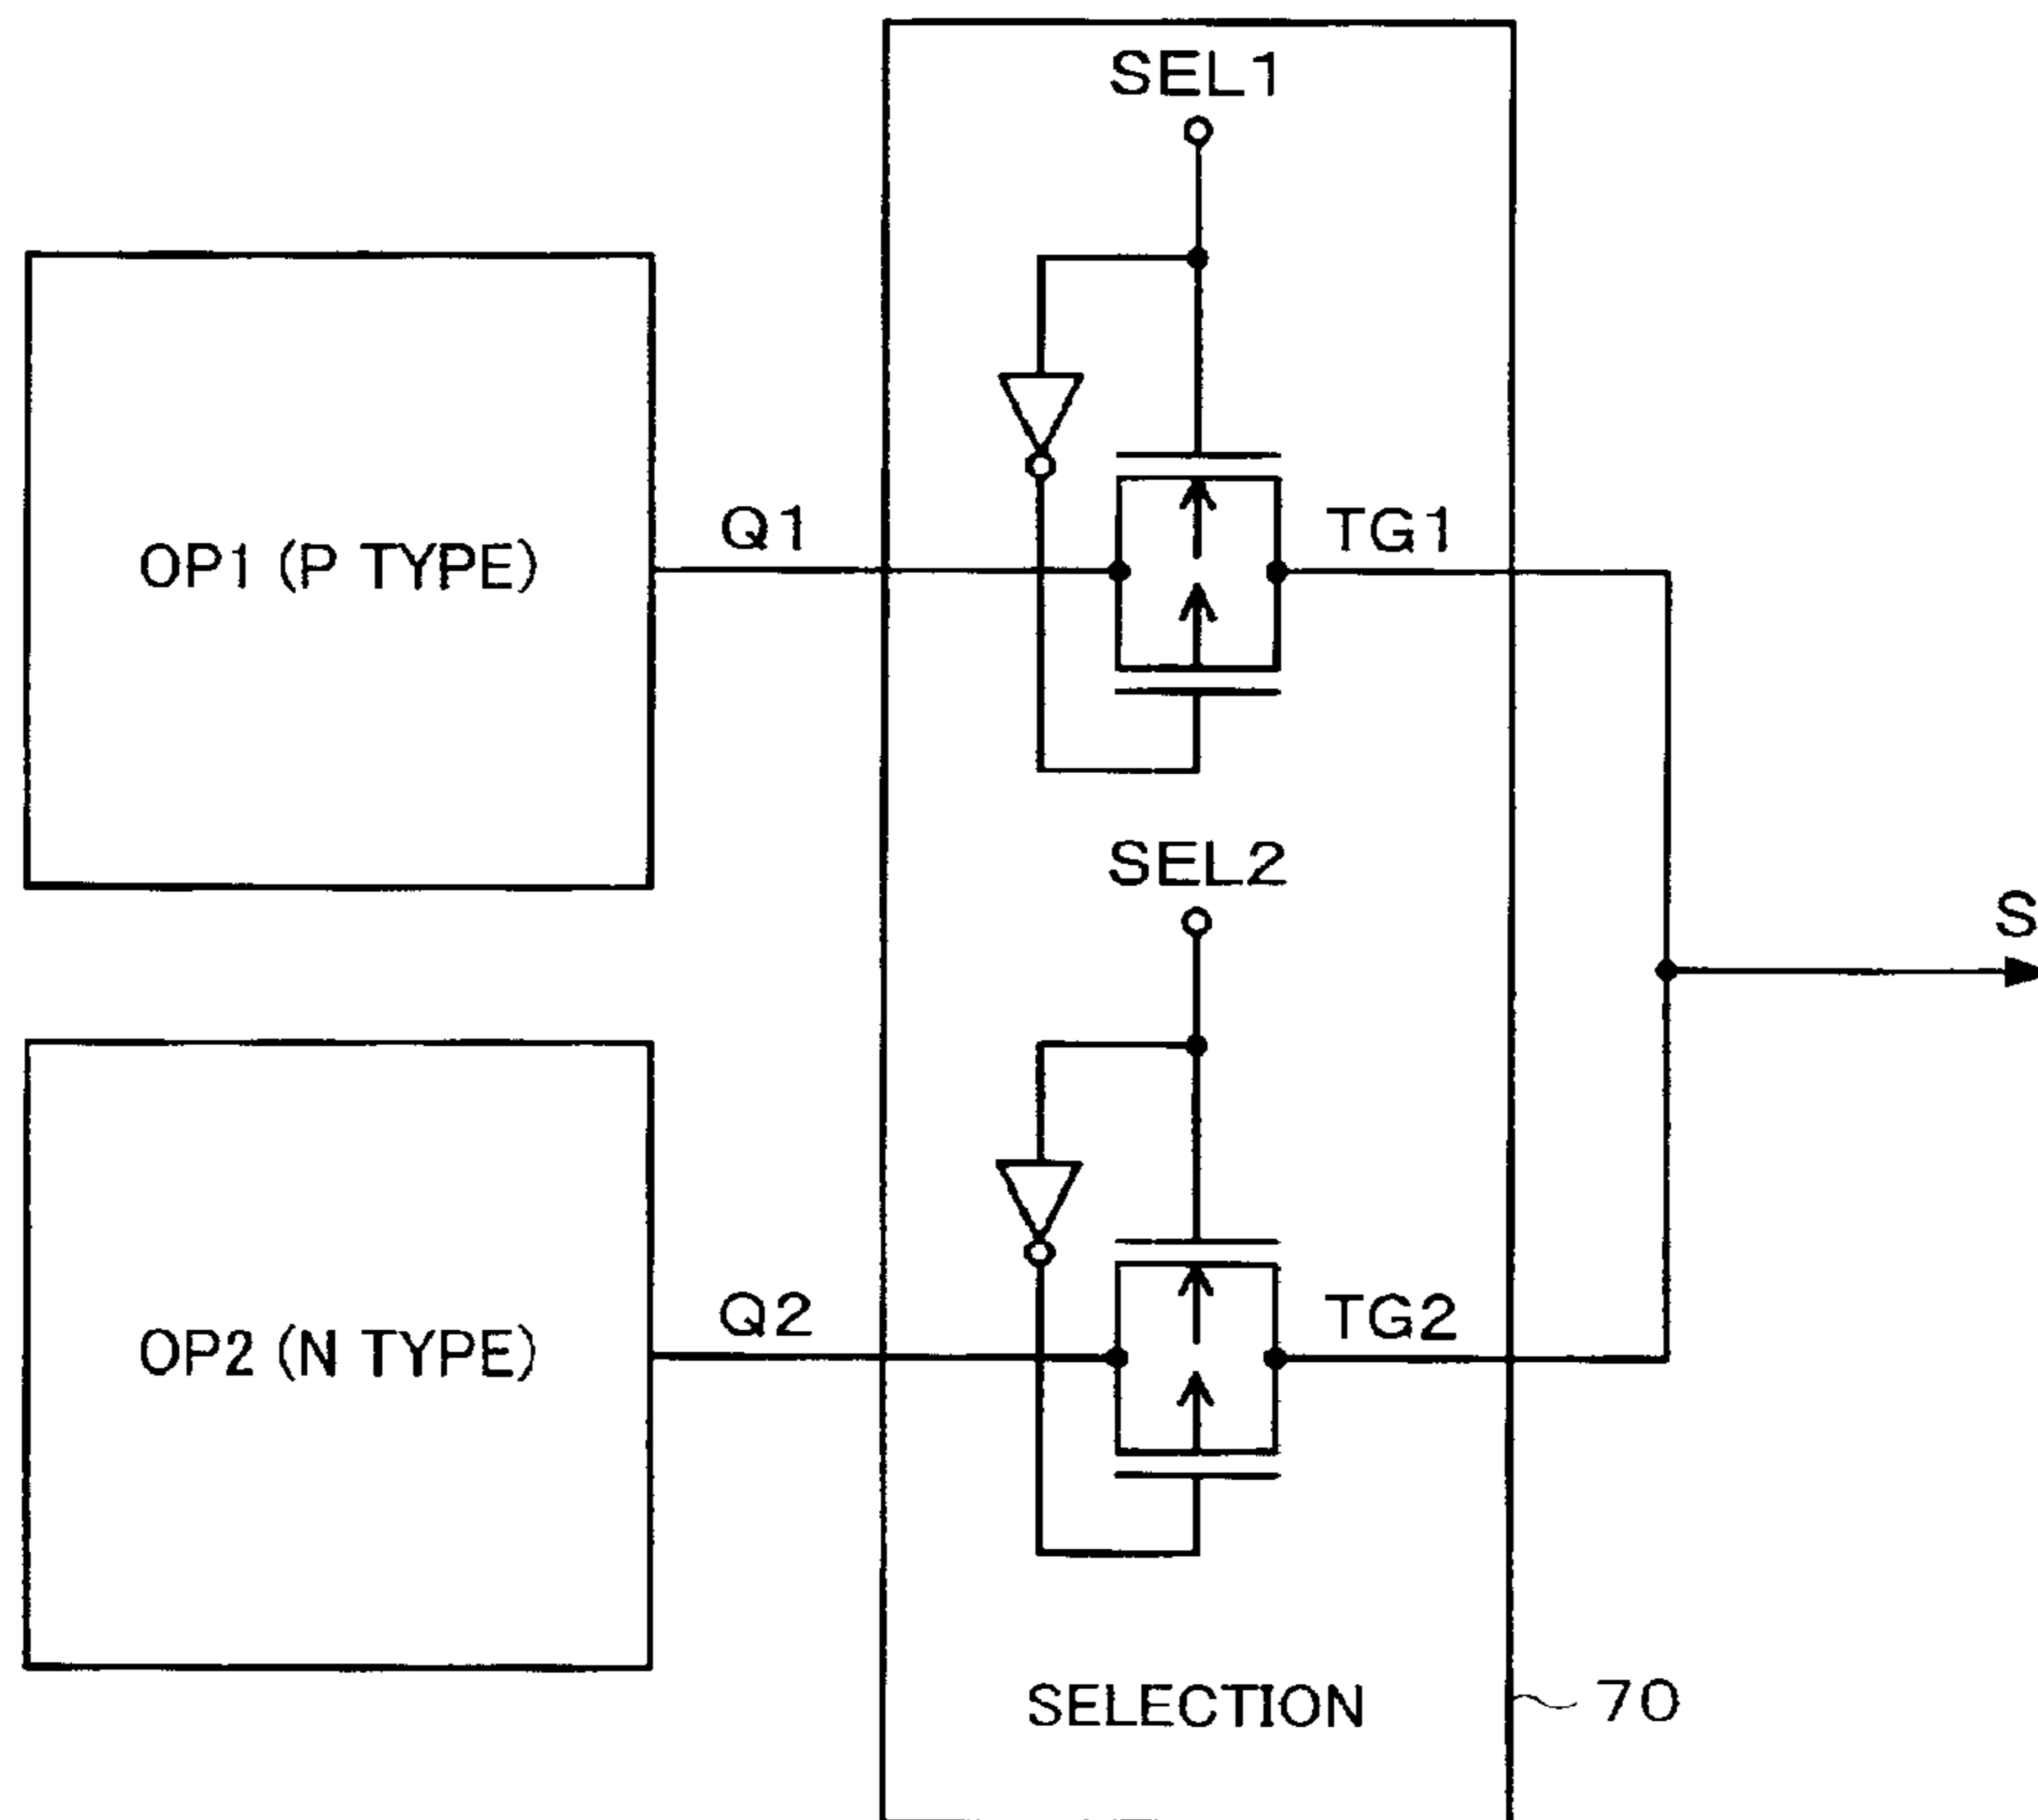 SEL1
Q1
TG1
OP1 (P TYPE)
SEL2
S
Q2
TG2
OP2 (N TYPE)
SELECTION
70